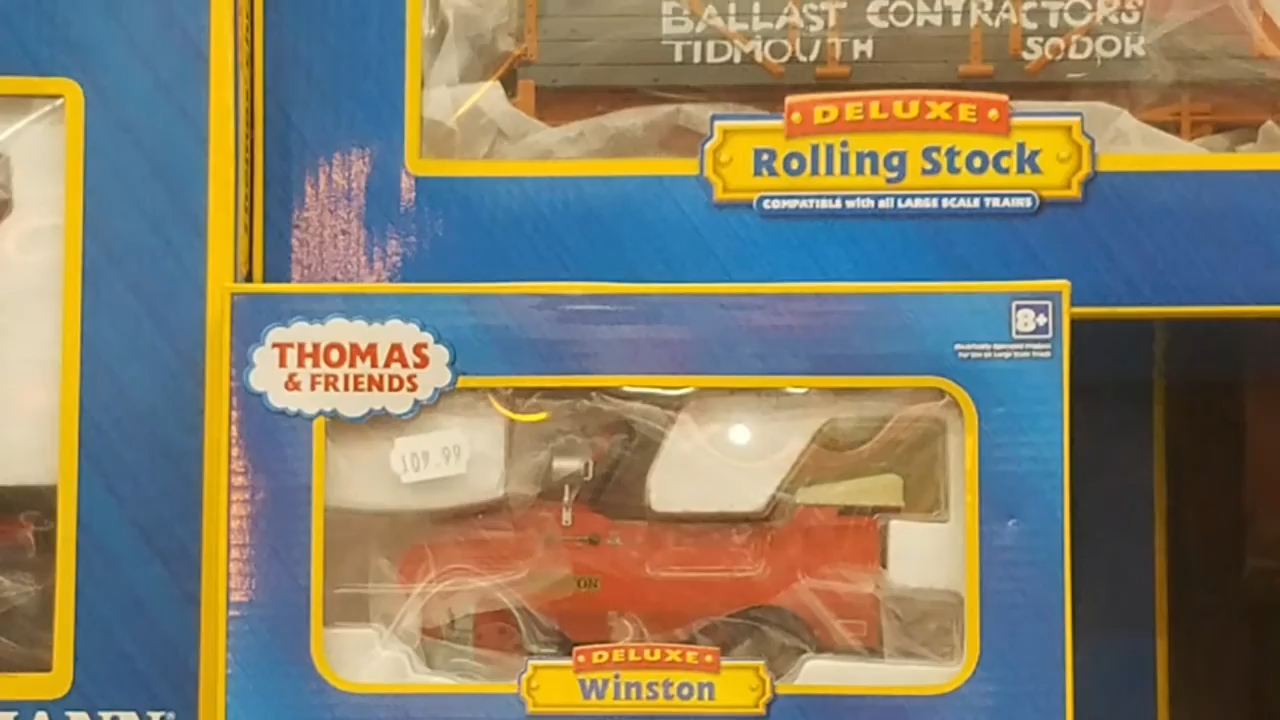 BALLAST CONTRACTORS
TIDMOUTH SODOR
DELUXE
Rolling Stock
COMPATIBLE with all LARGE SCALE TRAINS
8+
THOMAS
& FRIENDS
109.99
ON
DELUXE
Winston